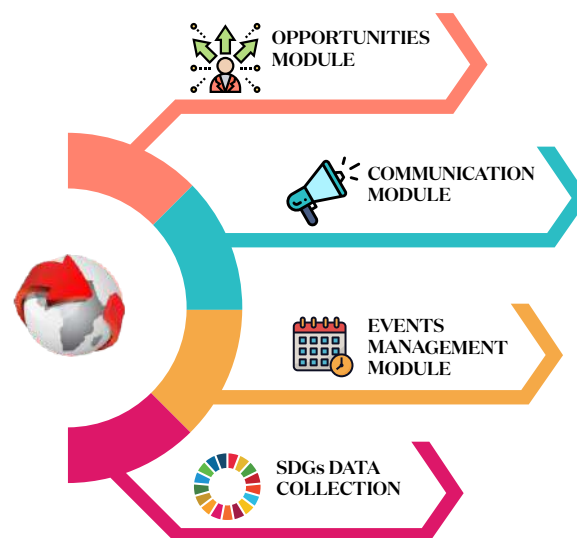 OPPORTUNITIES
MODULE
COMMUNICATION
MODULE
EVENTS
MANAGEMENT
MODULE
SDGs DATA
COLLECTION